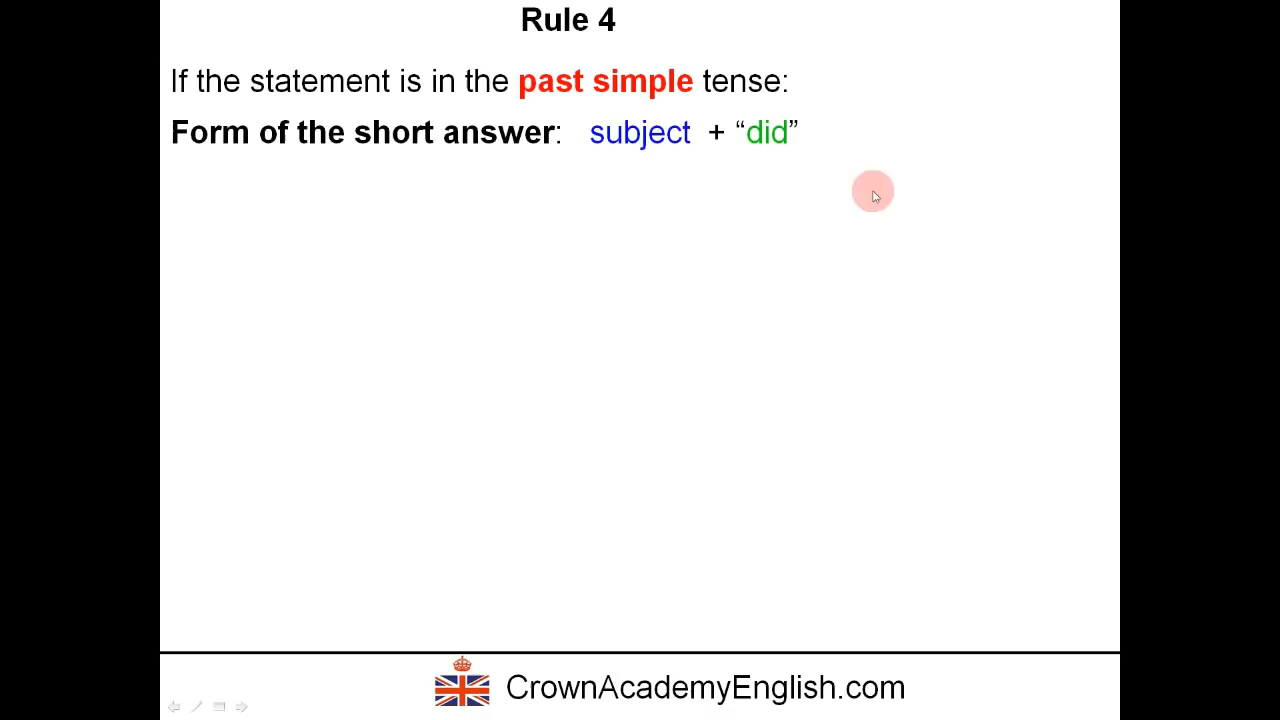 Rule 4
If the statement is in the past simple tense:
Form of the short answer: subject + “did”
CrownAcademyEnglish.com